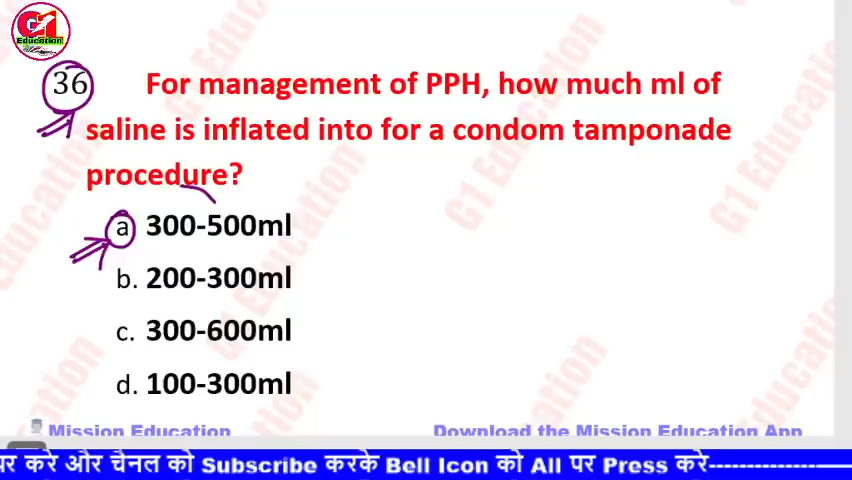 G1
Education
36 For management of PPH, how much ml of
saline is inflated into for a condom tamponade
procedure?
a 300-500ml
b. 200-300ml
c. 300-600ml
d. 100-300ml
Mission Education Download the Mission Education App
पर करे और चैनल को Subscribe करके Bell Icon को All पर Press करे